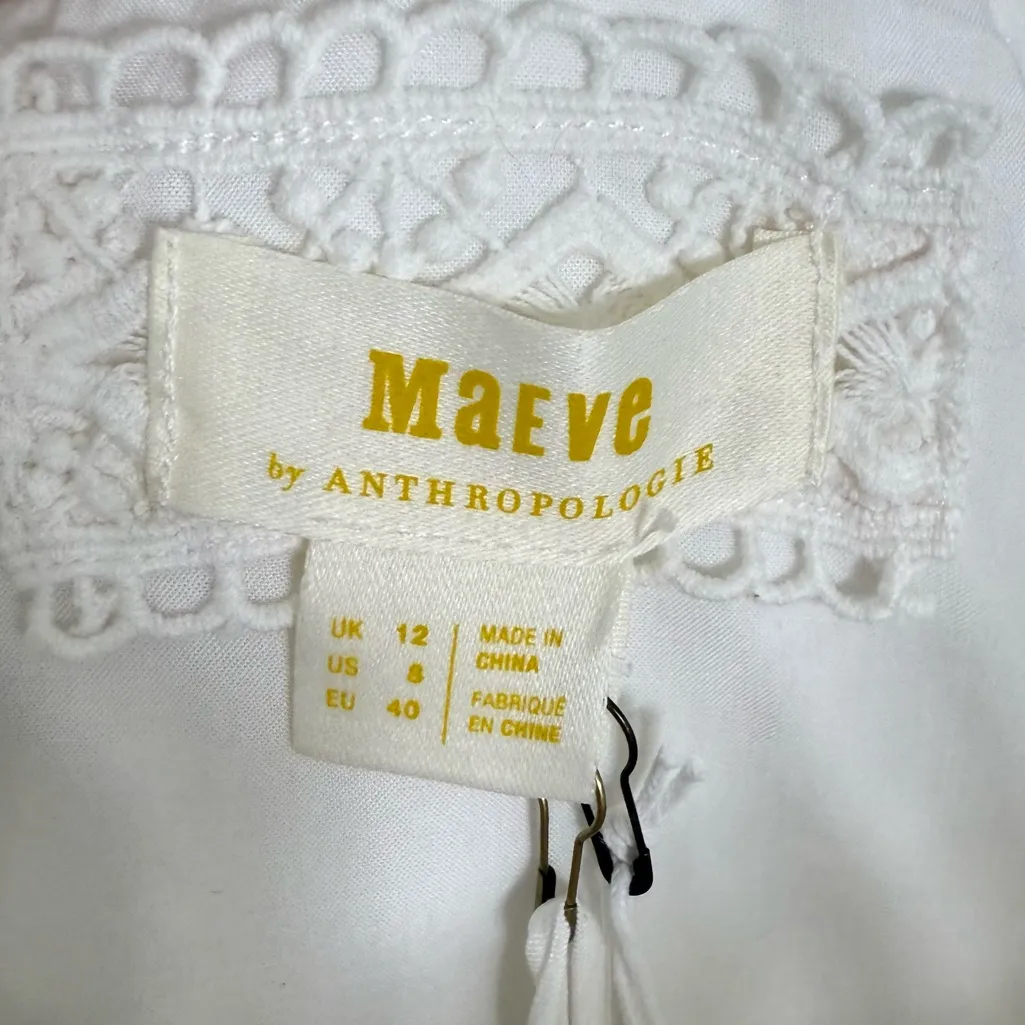 Maeve
by ANTHROPOLOGIE
UK 12
US 8
EU 40
MADE IN
CHINA
FABRIQUÉ
EN CHINE